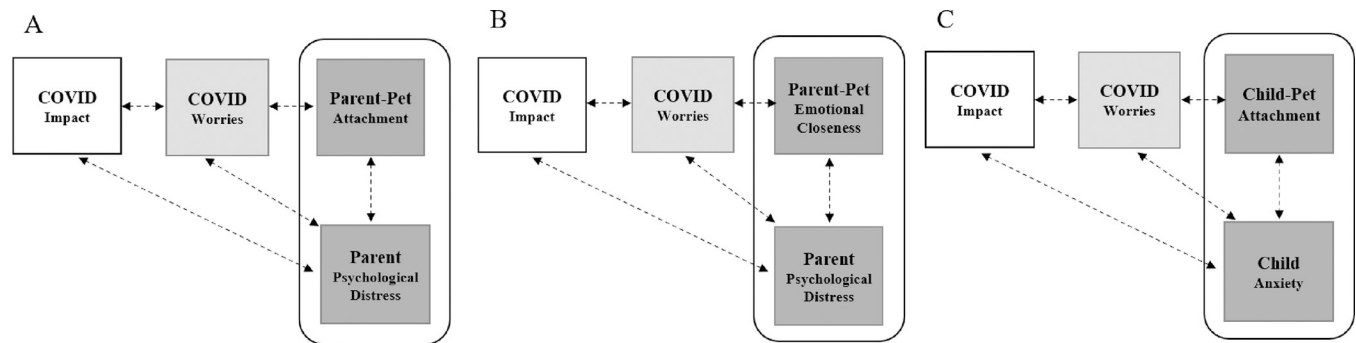 A
COVID
Impact
COVID
Worries
Parent-Pet
Attachment
Parent
Psychological
Distress
B
COVID
Impact
COVID
Worries
Parent-Pet
Emotional
Closeness
Parent
Psychological
Distress
C
COVID
Impact
COVID
Worries
Child-Pet
Attachment
Child
Anxiety